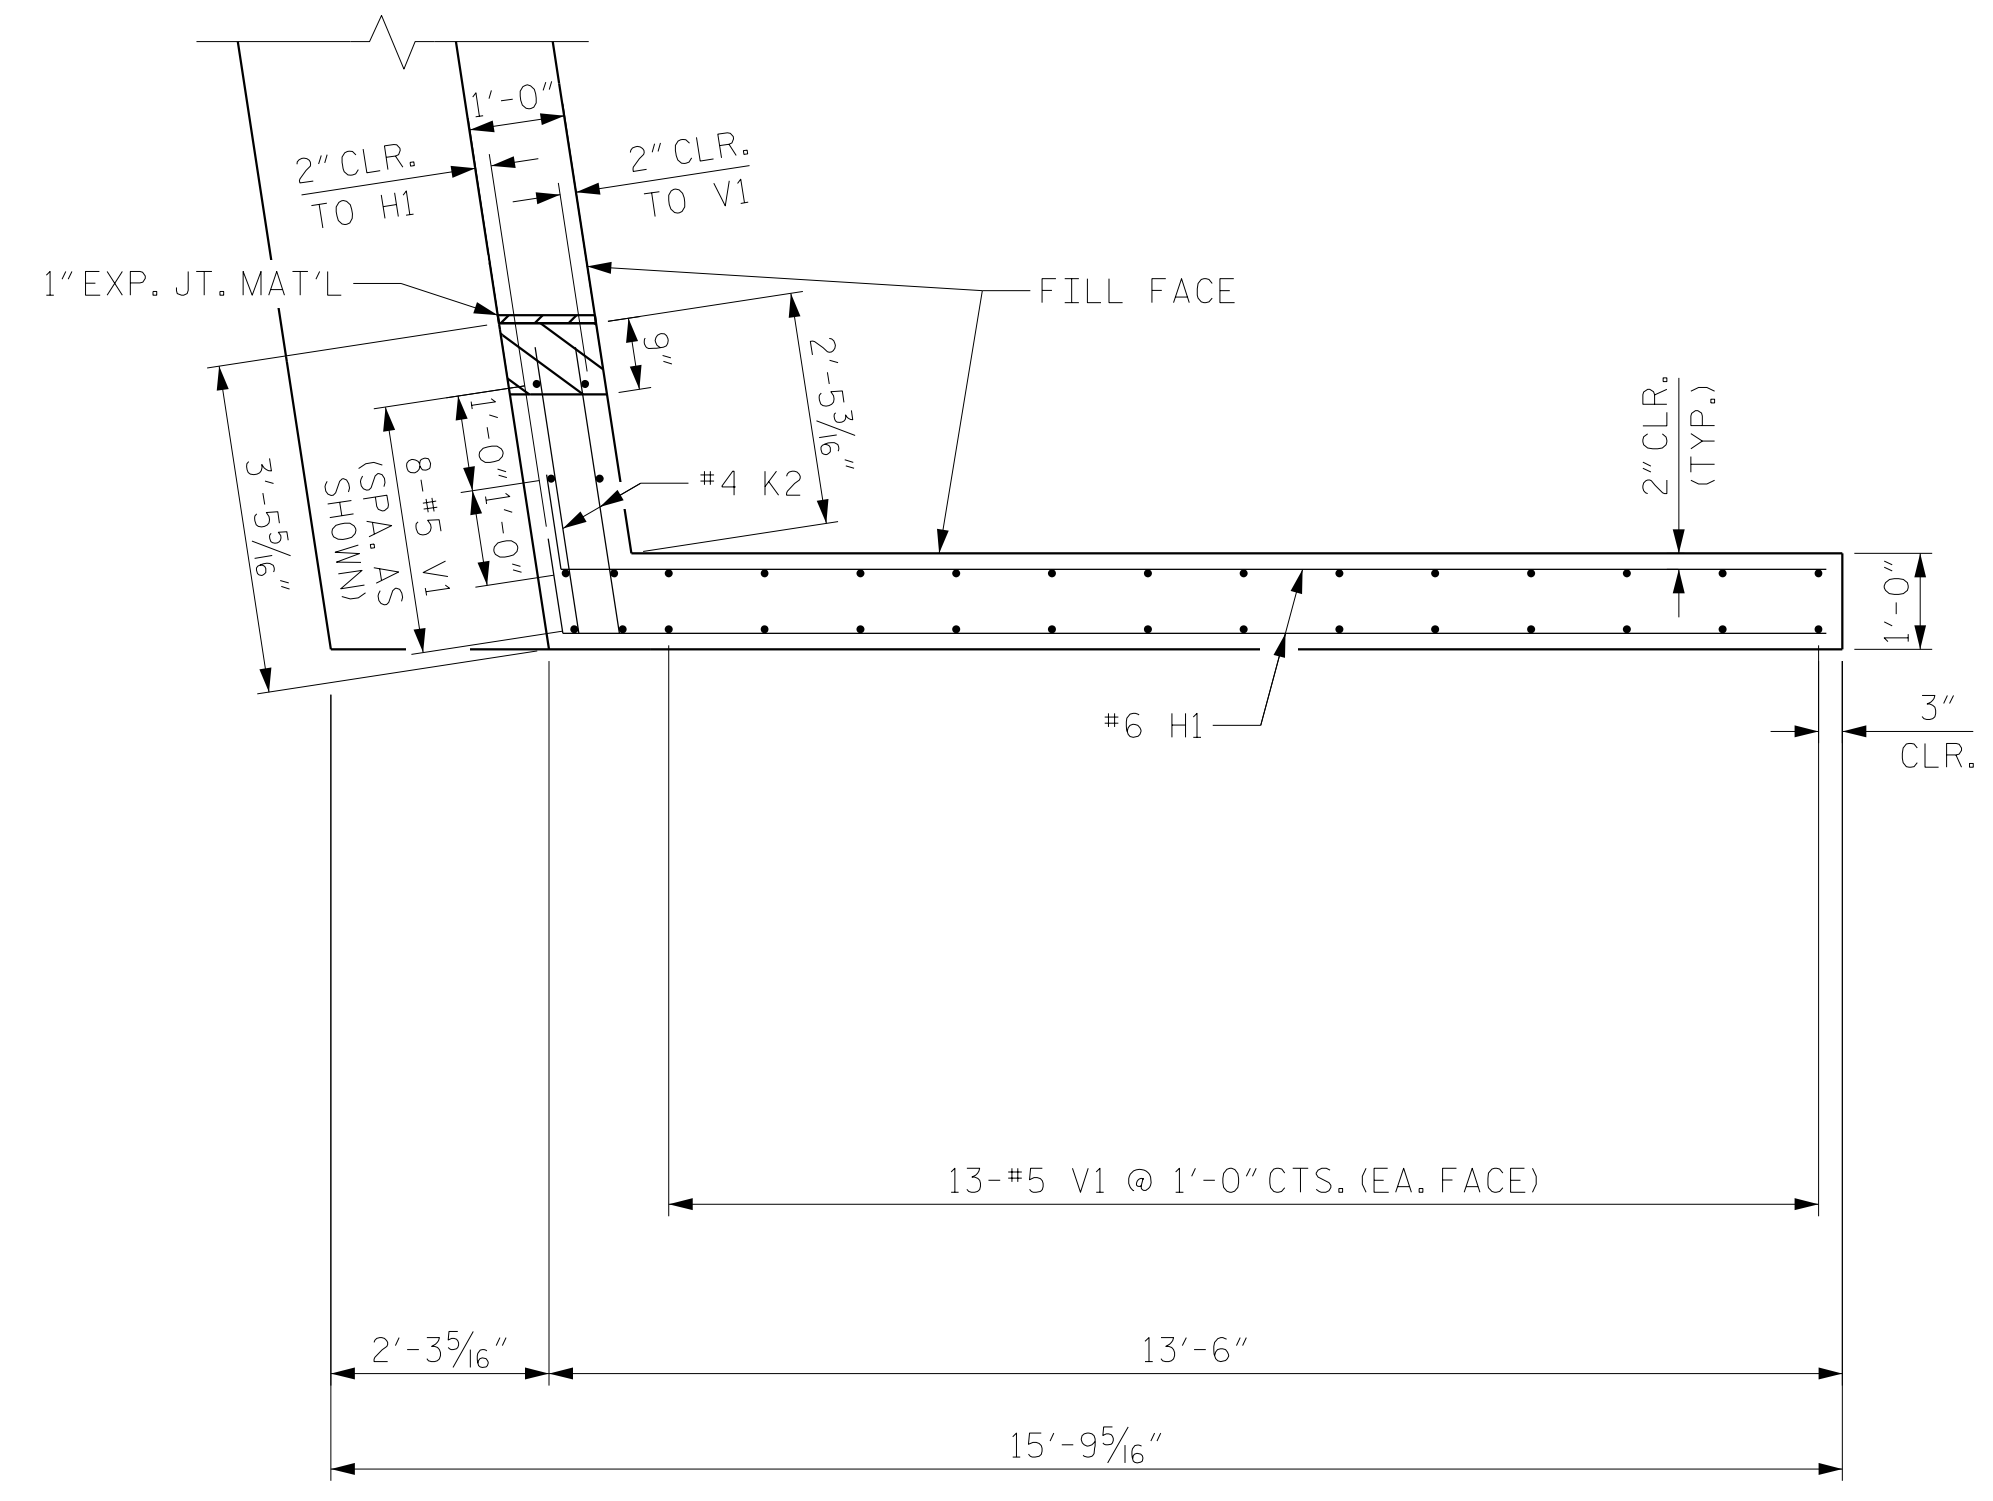 1'-0"
2" CLR.
TO H1
2" CLR.
TO V1
1" EXP. JT. MAT'L
FILL FACE
9"
2'-5 3/16"
2" CLR.
(TYP.)
1'-0"
1'-0"
#4 K2
3'-5 5/16"
8-#5 V1
(SPA. AS
SHOWN)
1'-0"
#6 H1
3"
CLR.
13-#5 V1 @ 1'-0" CTS. (EA. FACE)
2'-3 5/16"
13'-6"
15'-9 5/16"